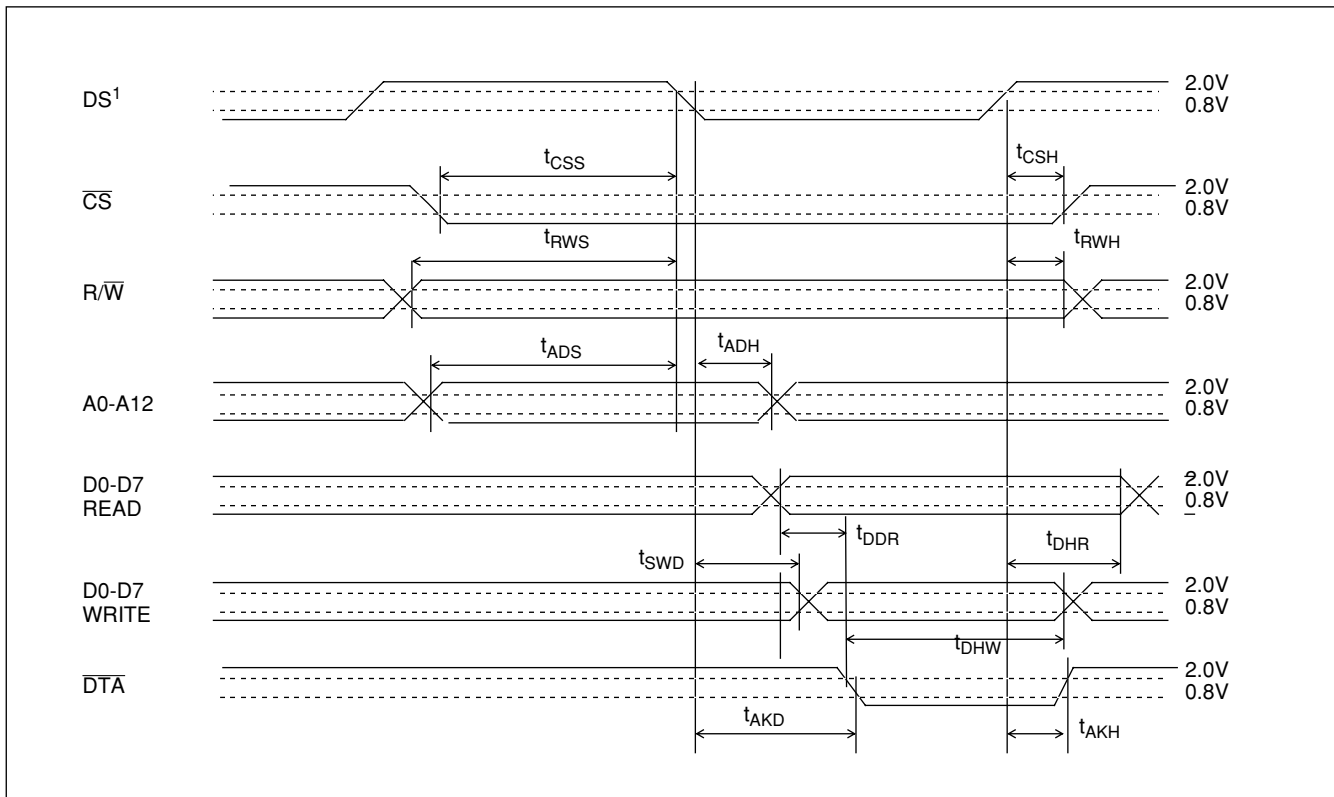 DS¹
2.0V
0.8V
tCSS
tCSH
C̅S̅
2.0V
0.8V
tRWS
tRWH
R/W̅
2.0V
0.8V
tADS
tADH
A0-A12
2.0V
0.8V
D0-D7
READ
2.0V
0.8V
tDDR
tDHR
tSWD
D0-D7
WRITE
2.0V
0.8V
tDHW
D̅T̅A̅
2.0V
0.8V
tAKD
tAKH